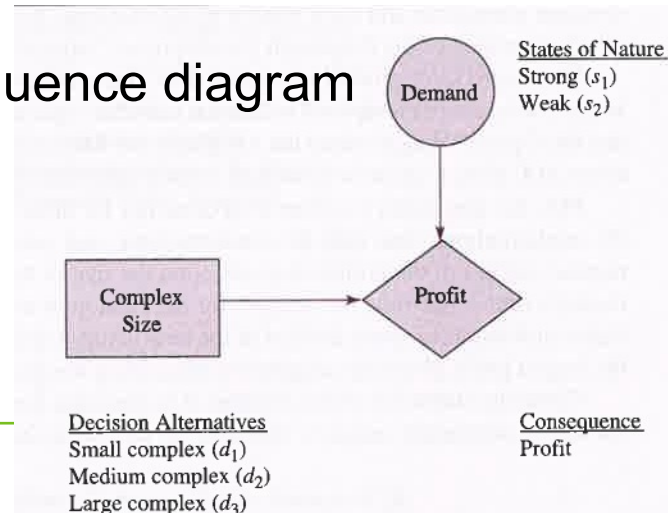 uence diagram
States of Nature
Strong (s₁)
Weak (s₂)
Demand
Complex
Size
Profit
Decision Alternatives
Small complex (d₁)
Medium complex (d₂)
Large complex (d₃)
Consequence
Profit